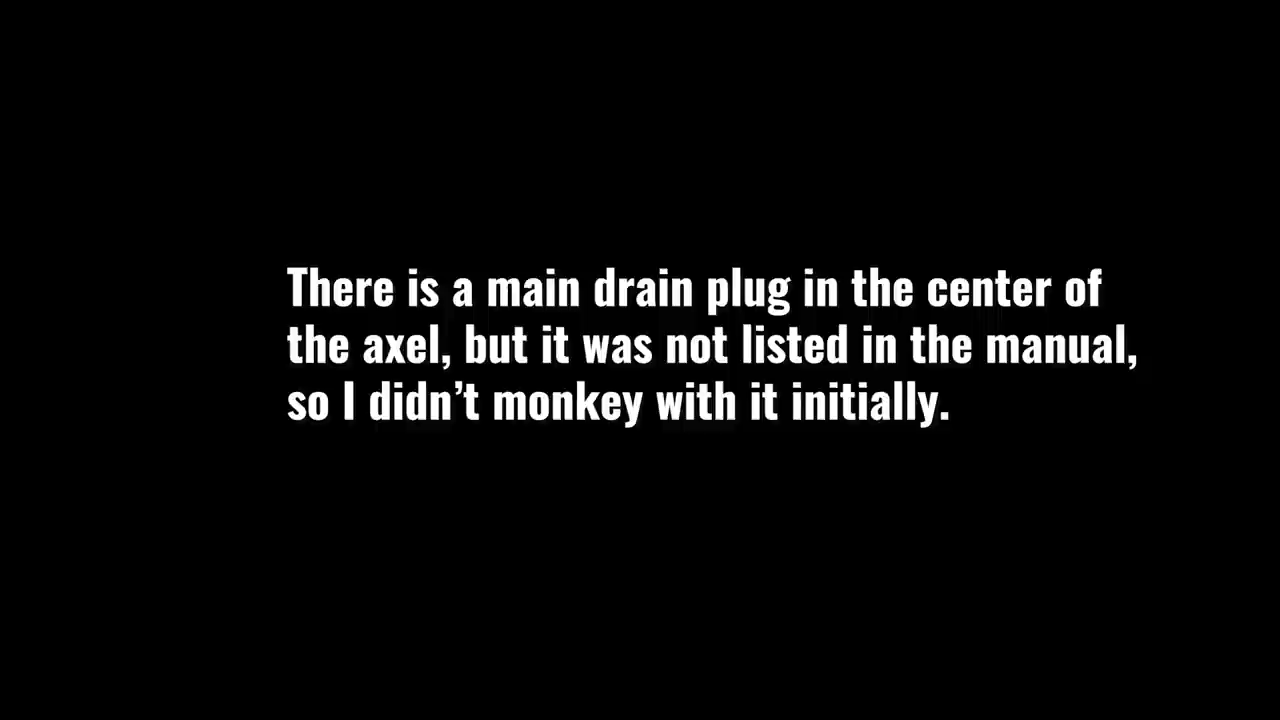 There is a main drain plug in the center of
the axel, but it was not listed in the manual,
so I didn’t monkey with it initially.